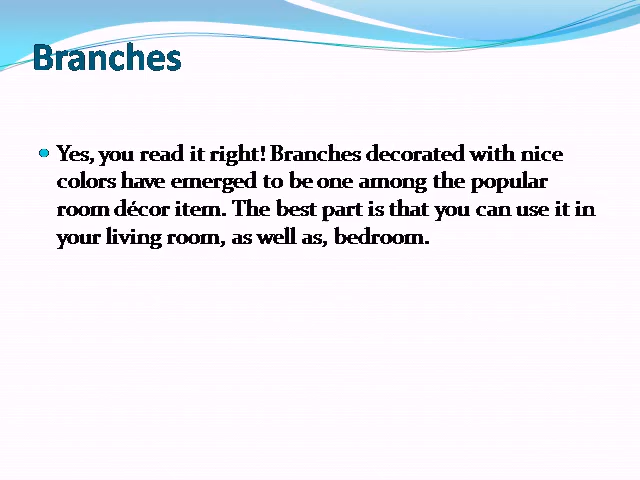 Branches
Yes, you read it right! Branches decorated with nice
colors have emerged to be one among the popular
room décor item. The best part is that you can use it in
your living room, as well as, bedroom.